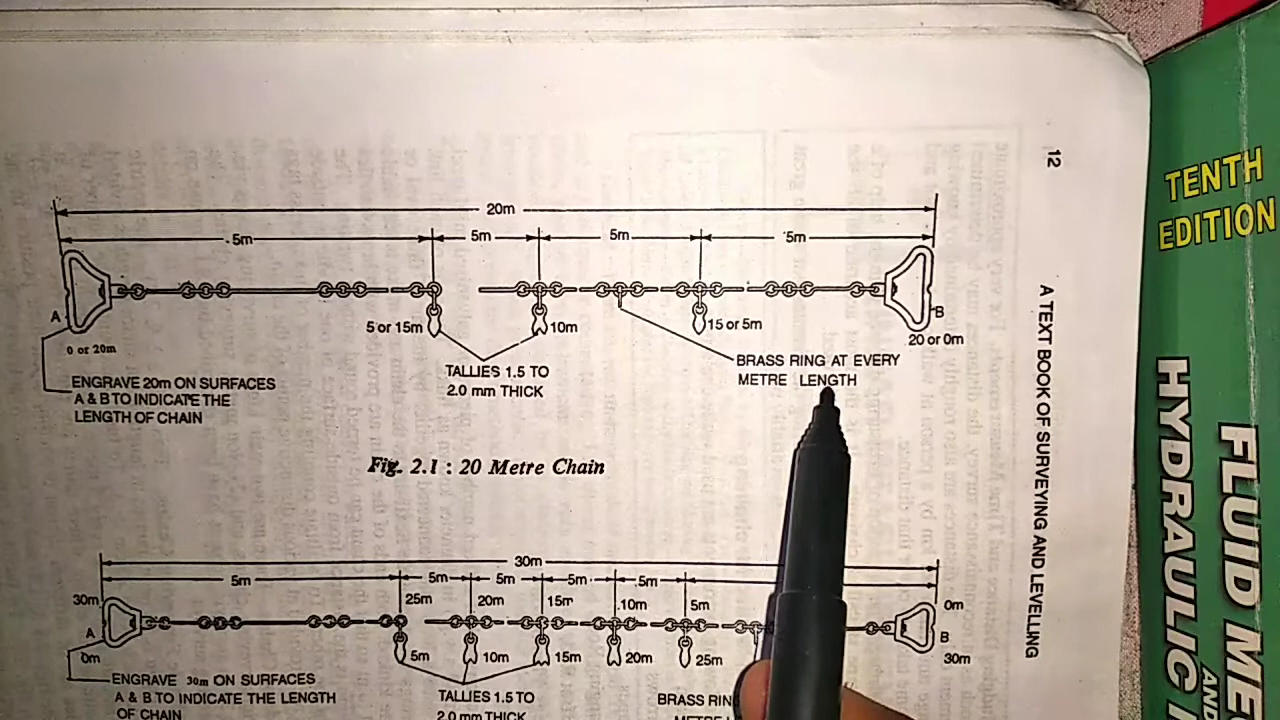 20m
5m
5m
5m
5m
A
B
5 or 15m
10m
15 or 5m
20 or 0m
0 or 20m
TALLIES 1.5 TO
2.0 mm THICK
BRASS RING AT EVERY
METRE LENGTH
ENGRAVE 20m ON SURFACES
A & B TO INDICATE THE
LENGTH OF CHAIN
Fig. 2.1 : 20 Metre Chain
30m
5m
5m
5m
5m
5m
30m
25m
20m
15m
10m
5m
0m
A
B
0m
5m
10m
15m
20m
25m
30m
ENGRAVE 30m ON SURFACES
A & B TO INDICATE THE LENGTH
OF CHAIN
TALLIES 1.5 TO
2.0 mm THICK
BRASS RIN
12
A TEXT BOOK OF SURVEYING AND LEVELLING
TENTH
EDITION
FLUID ME
AND
HYDRAULIC